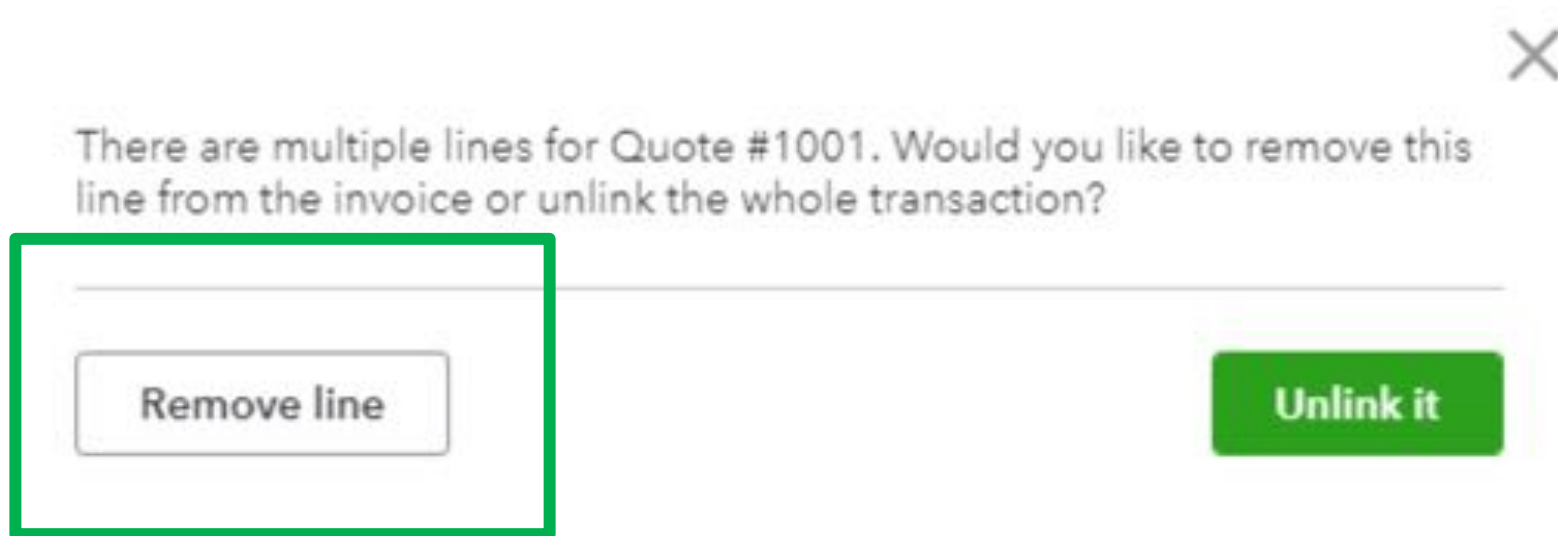 There are multiple lines for Quote #1001. Would you like to remove this
line from the invoice or unlink the whole transaction?
Remove line
Unlink it